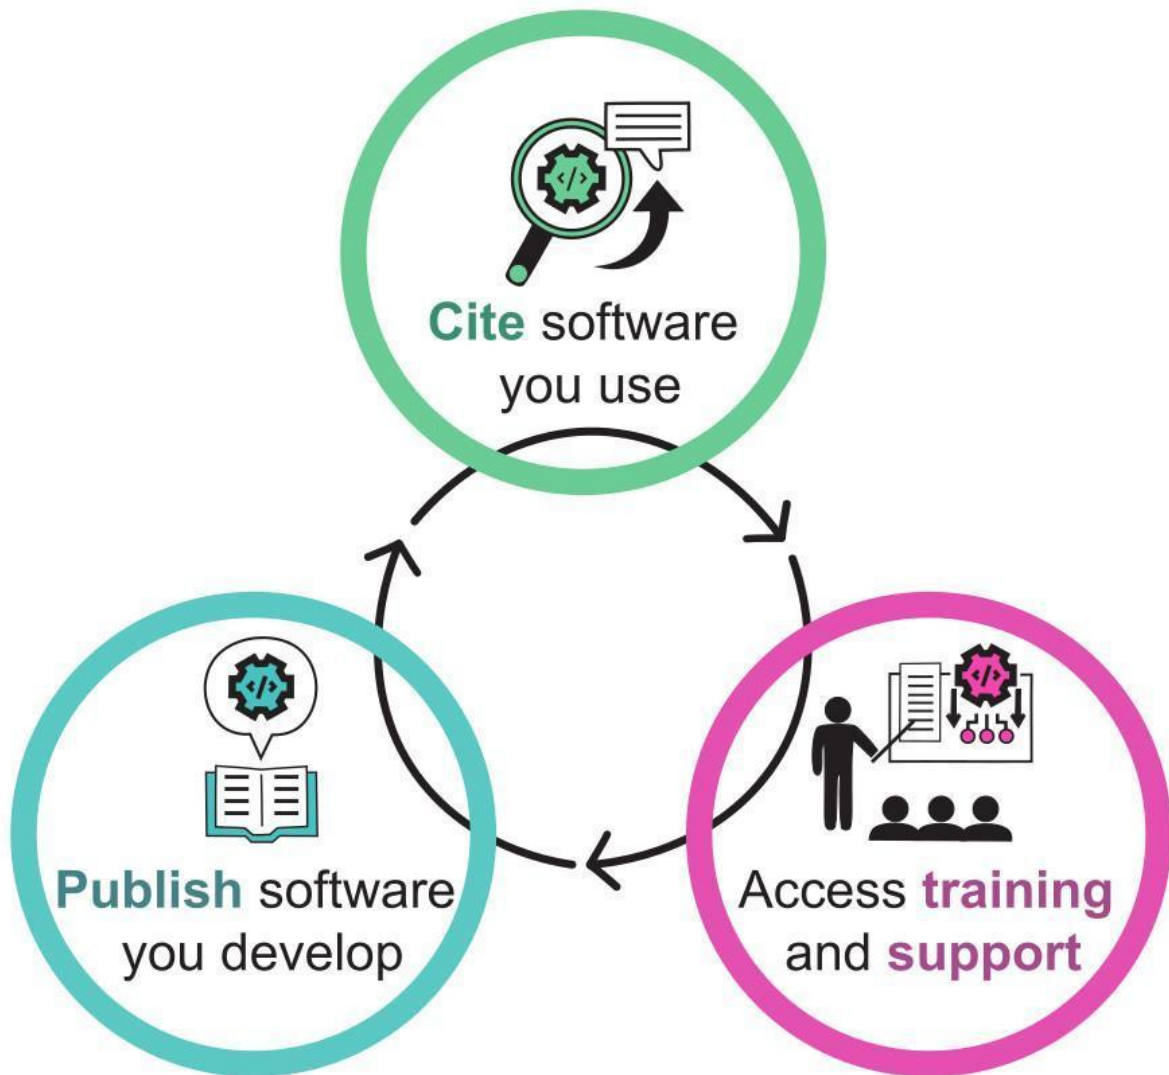 </>
Cite software
you use
</>
Access training
and support
</>
Publish software
you develop